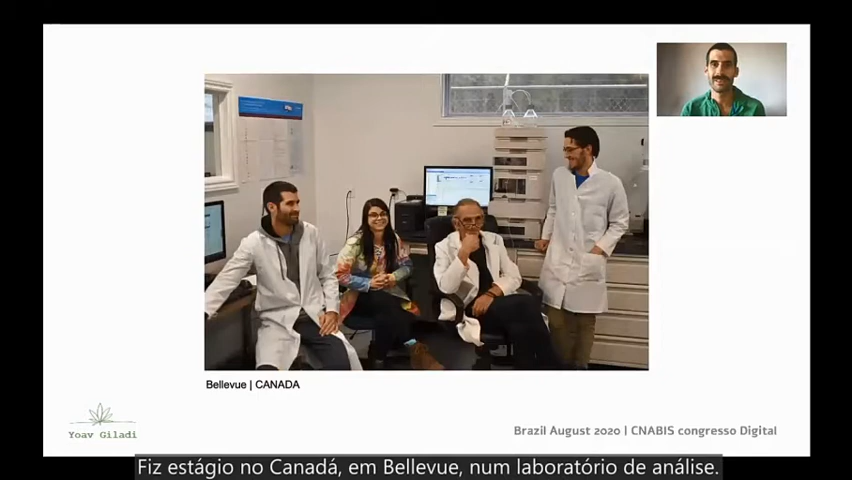 Bellevue | CANADA
Yoav Giladi
Brazil August 2020 | CNABIS congresso Digital
Fiz estágio no Canadá, em Bellevue, num laboratório de análise.